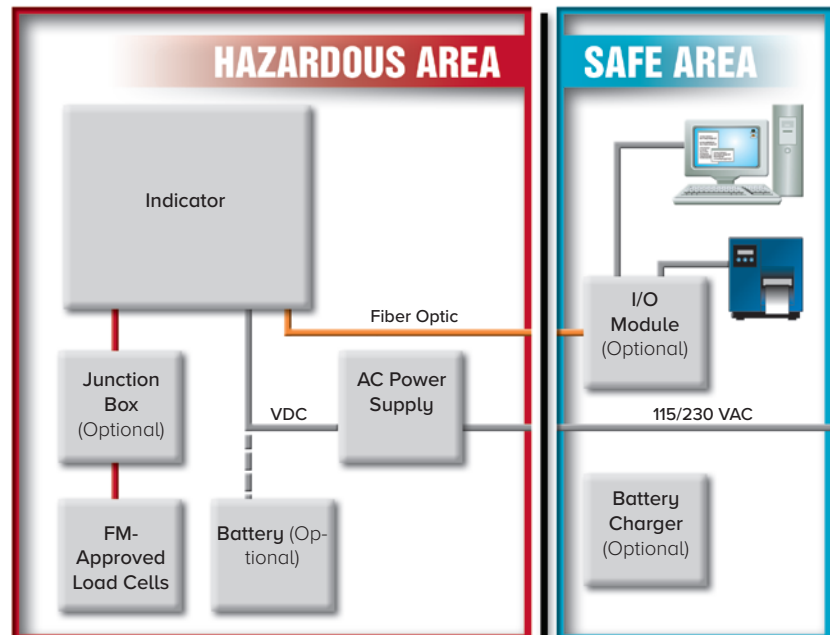 HAZARDOUS AREA
SAFE AREA
Indicator
Fiber Optic
I/O
Module
(Optional)
Junction
Box
(Optional)
VDC
AC Power
Supply
115/230 VAC
FM-
Approved
Load Cells
Battery (Op-
tional)
Battery
Charger
(Optional)